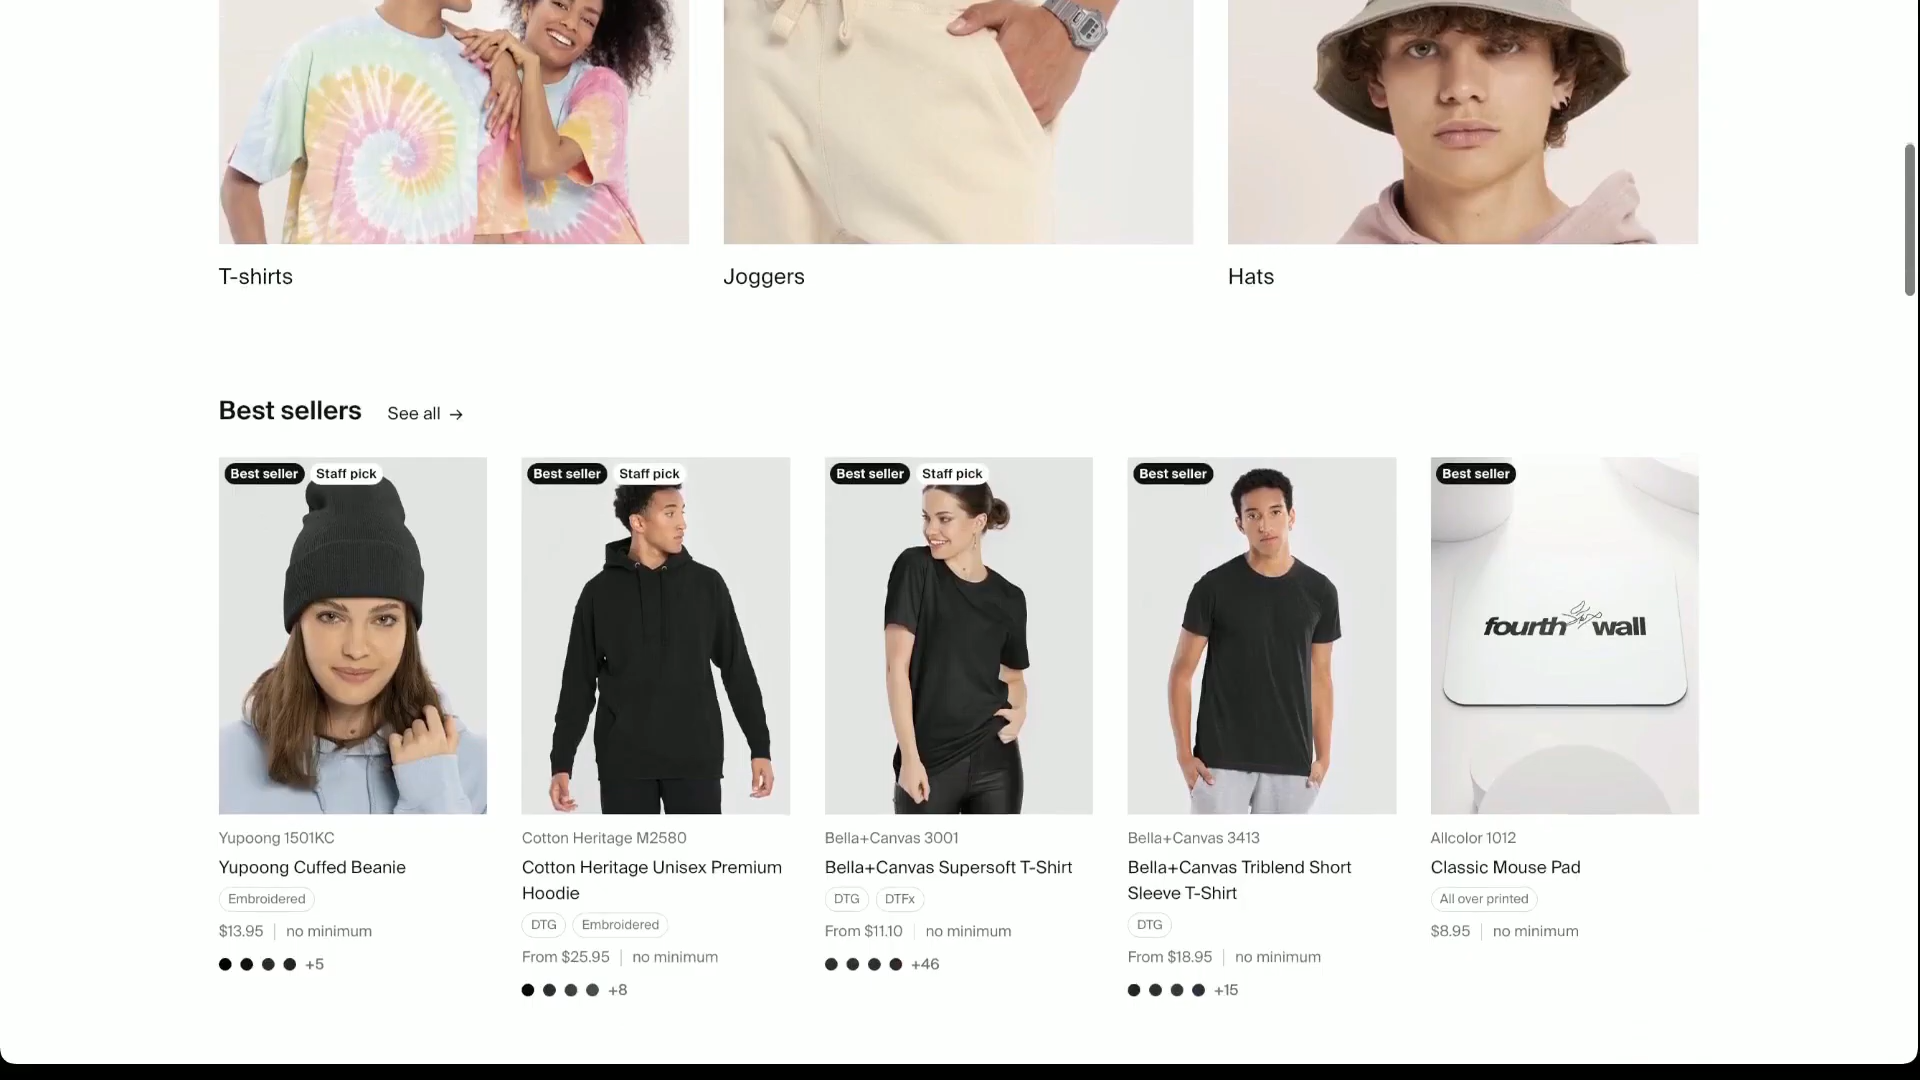 T-shirts
Joggers
Hats
Best sellers See all →
Best seller Staff pick
Best seller Staff pick
Best seller Staff pick
Best seller
Best seller
fourth wall
Yupoong 1501KC
Yupoong Cuffed Beanie
Embroidered
$13.95 | no minimum
+5
Cotton Heritage M2580
Cotton Heritage Unisex Premium
Hoodie
DTG Embroidered
From $25.95 | no minimum
+8
Bella+Canvas 3001
Bella+Canvas Supersoft T-Shirt
DTG DTFx
From $11.10 | no minimum
+46
Bella+Canvas 3413
Bella+Canvas Triblend Short
Sleeve T-Shirt
DTG
From $18.95 | no minimum
+15
Allcolor 1012
Classic Mouse Pad
All over printed
$8.95 | no minimum